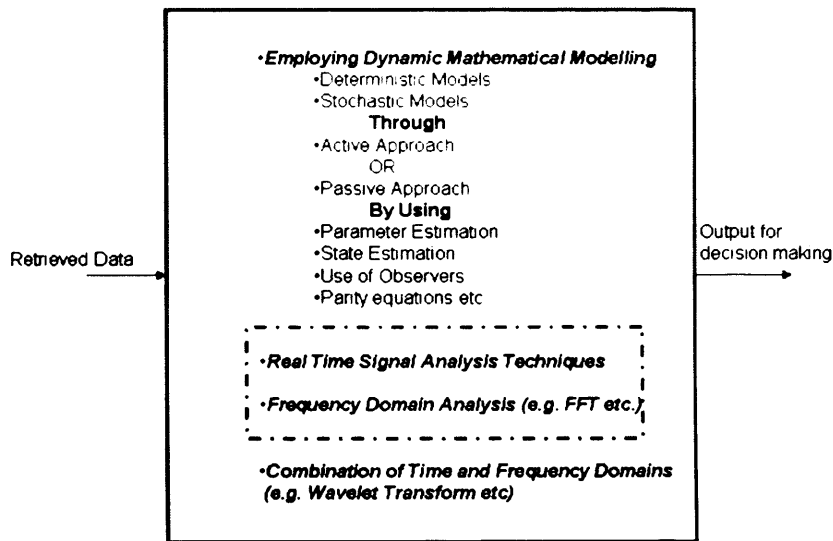 •Employing Dynamic Mathematical Modelling
•Deterministic Models
•Stochastic Models
Through
•Active Approach
OR
•Passive Approach
By Using
•Parameter Estimation
•State Estimation
•Use of Observers
•Parity equations etc
Retrieved Data
Output for
decision making
•Real Time Signal Analysis Techniques
•Frequency Domain Analysis (e.g. FFT etc.)
•Combination of Time and Frequency Domains
(e.g. Wavelet Transform etc)